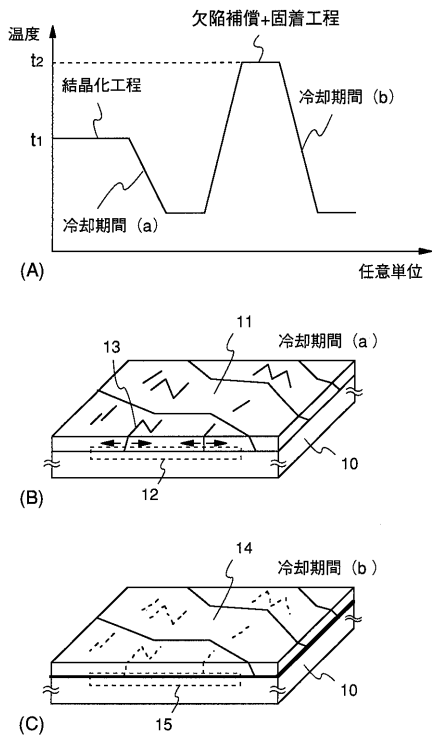 温度
欠陥補償+固着工程
t2
結晶化工程
冷却期間（b）
t1
冷却期間（a）
(A)
任意単位
11
冷却期間（a）
13
10
12
(B)
14
冷却期間（b）
10
15
(C)